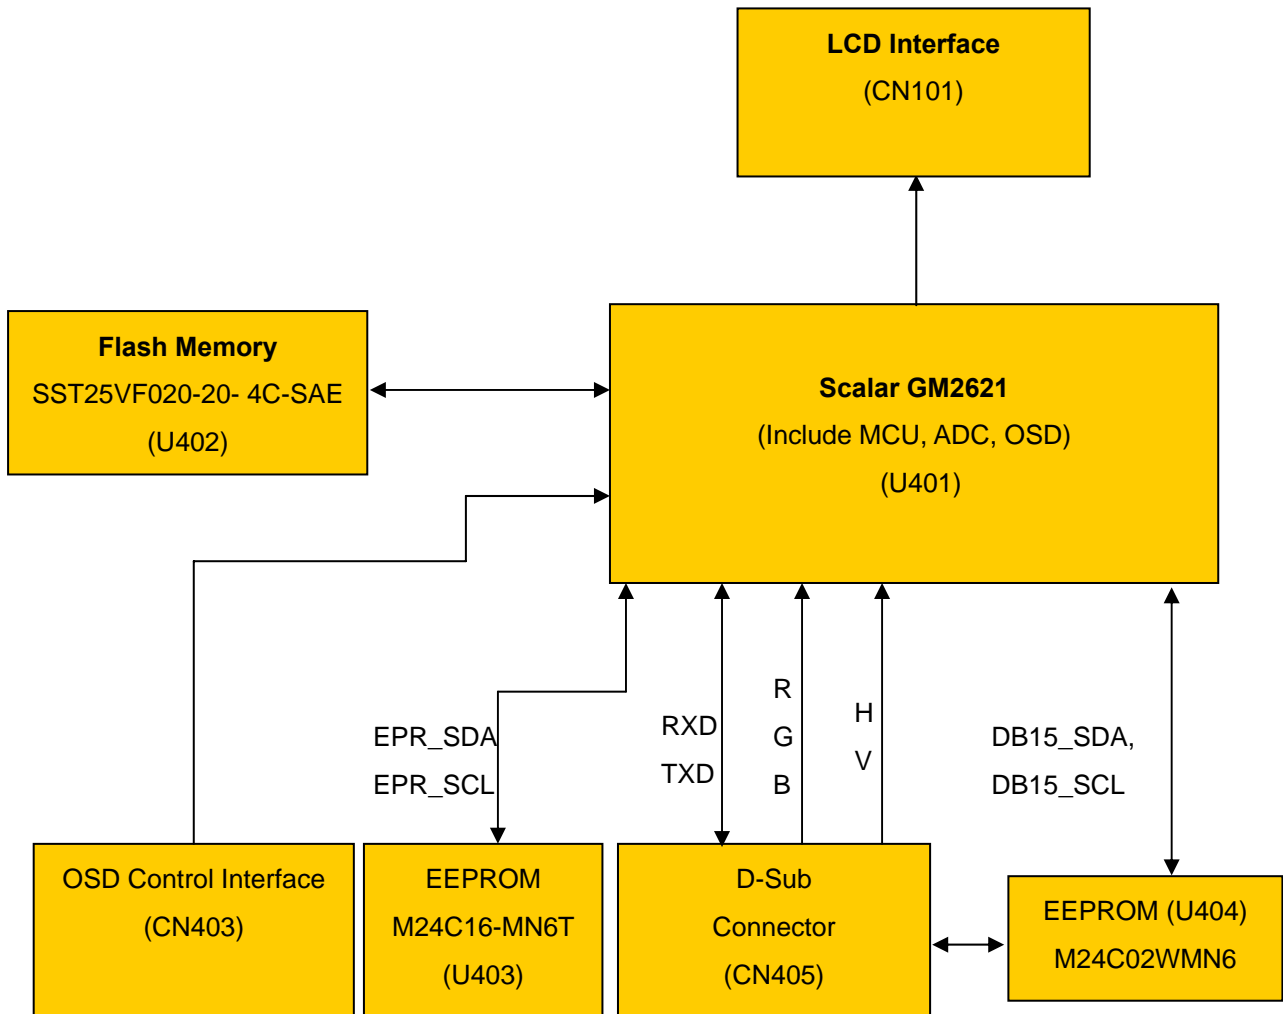 LCD Interface
(CN101)
Flash Memory
SST25VF020-20- 4C-SAE
(U402)
Scalar GM2621
(Include MCU, ADC, OSD)
(U401)
EPR_SDA
EPR_SCL
RXD
TXD
R
G
B
H
V
DB15_SDA,
DB15_SCL
OSD Control Interface
(CN403)
EEPROM
M24C16-MN6T
(U403)
D-Sub
Connector
(CN405)
EEPROM (U404)
M24C02WMN6